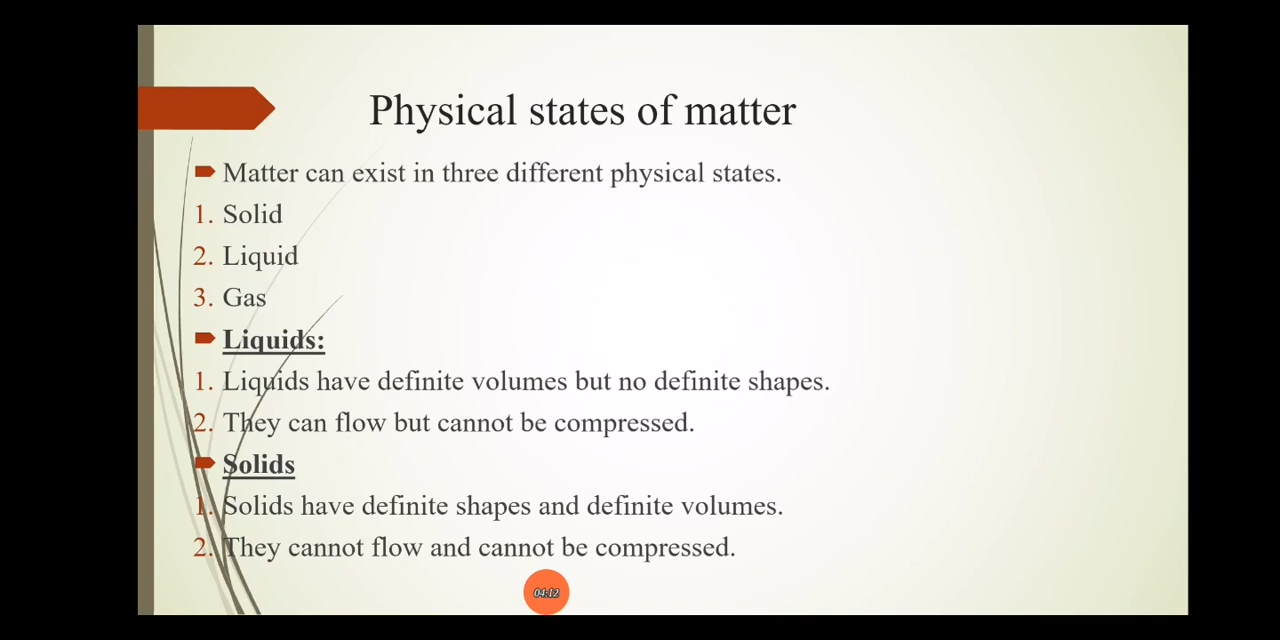 Physical states of matter
Matter can exist in three different physical states.
1. Solid
2. Liquid
3. Gas
Liquids:
1. Liquids have definite volumes but no definite shapes.
2. They can flow but cannot be compressed.
Solids
1. Solids have definite shapes and definite volumes.
2. They cannot flow and cannot be compressed.
04:12